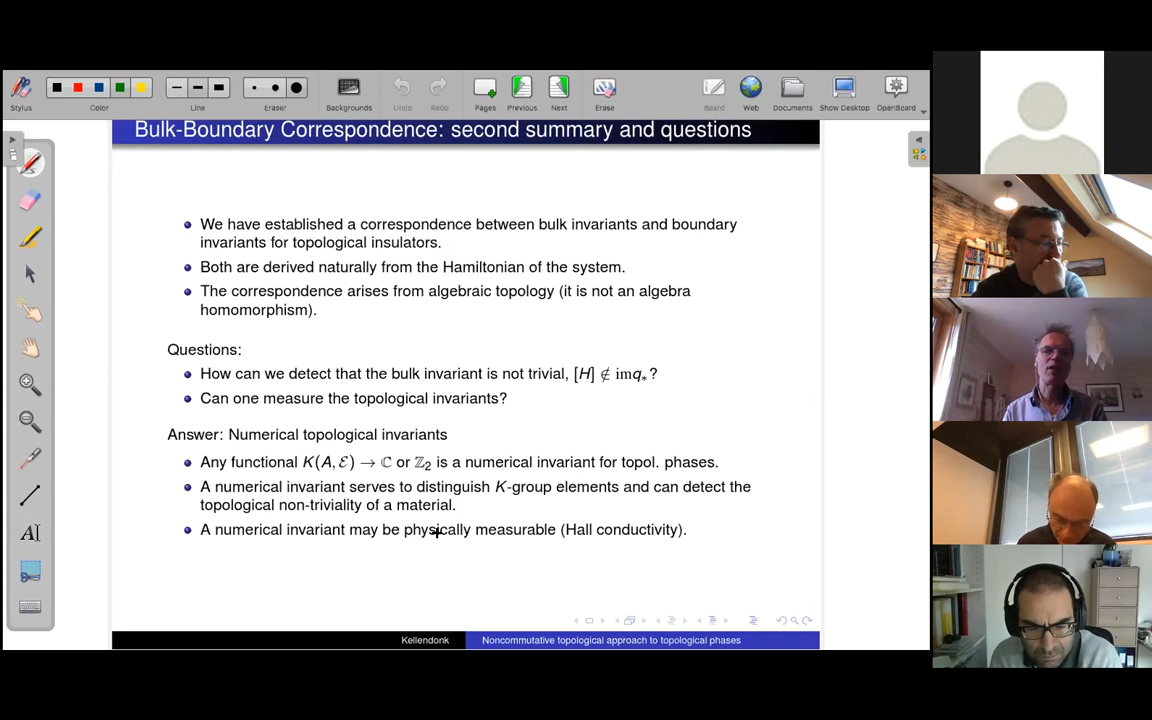 Stylus
Color
Line
Eraser
Backgrounds
Undo
Redo
Pages
Previous
Next
Erase
Board
Web
Documents
Show Desktop
OpenBoard
Bulk-Boundary Correspondence: second summary and questions
We have established a correspondence between bulk invariants and boundary
invariants for topological insulators.
Both are derived naturally from the Hamiltonian of the system.
The correspondence arises from algebraic topology (it is not an algebra
homomorphism).
Questions:
How can we detect that the bulk invariant is not trivial, [H] ∉ imq∗?
Can one measure the topological invariants?
Answer: Numerical topological invariants
Any functional K(A, ℰ) → ℂ or ℤ₂ is a numerical invariant for topol. phases.
A numerical invariant serves to distinguish K-group elements and can detect the
topological non-triviality of a material.
A numerical invariant may be physically measurable (Hall conductivity).
Kellendonk
Noncommutative topological approach to topological phases